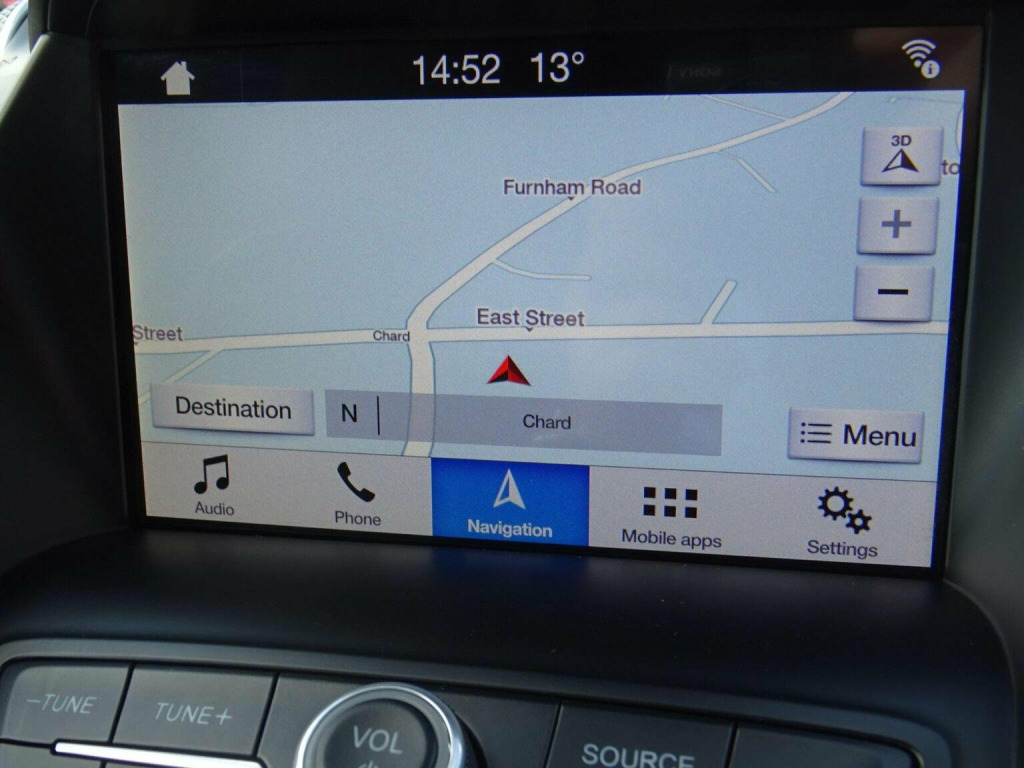 14:52 13°
3D
to
Furnham Road
+
East Street
−
Street
Chard
Destination
N
Chard
Menu
Audio
Phone
Navigation
Mobile apps
Settings
−TUNE
TUNE+
VOL
SOURCE